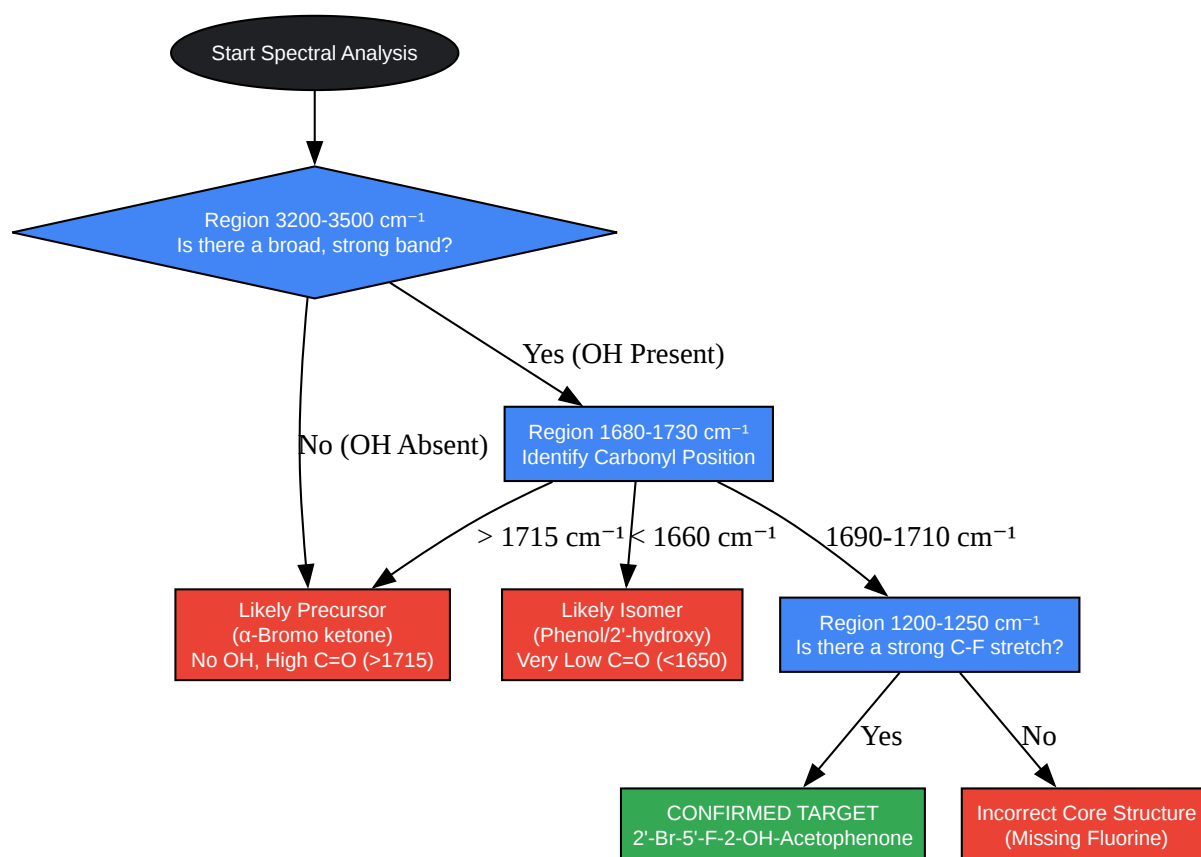 Start Spectral Analysis
Region 3200-3500 cm⁻¹
Is there a broad, strong band?
Yes (OH Present)
No (OH Absent)
Region 1680-1730 cm⁻¹
Identify Carbonyl Position
> 1715 cm⁻¹
< 1660 cm⁻¹
1690-1710 cm⁻¹
Likely Precursor
(α-Bromo ketone)
No OH, High C=O (>1715)
Likely Isomer
(Phenol/2'-hydroxy)
Very Low C=O (<1650)
Region 1200-1250 cm⁻¹
Is there a strong C-F stretch?
Yes
No
CONFIRMED TARGET
2'-Br-5'-F-2-OH-Acetophenone
Incorrect Core Structure
(Missing Fluorine)